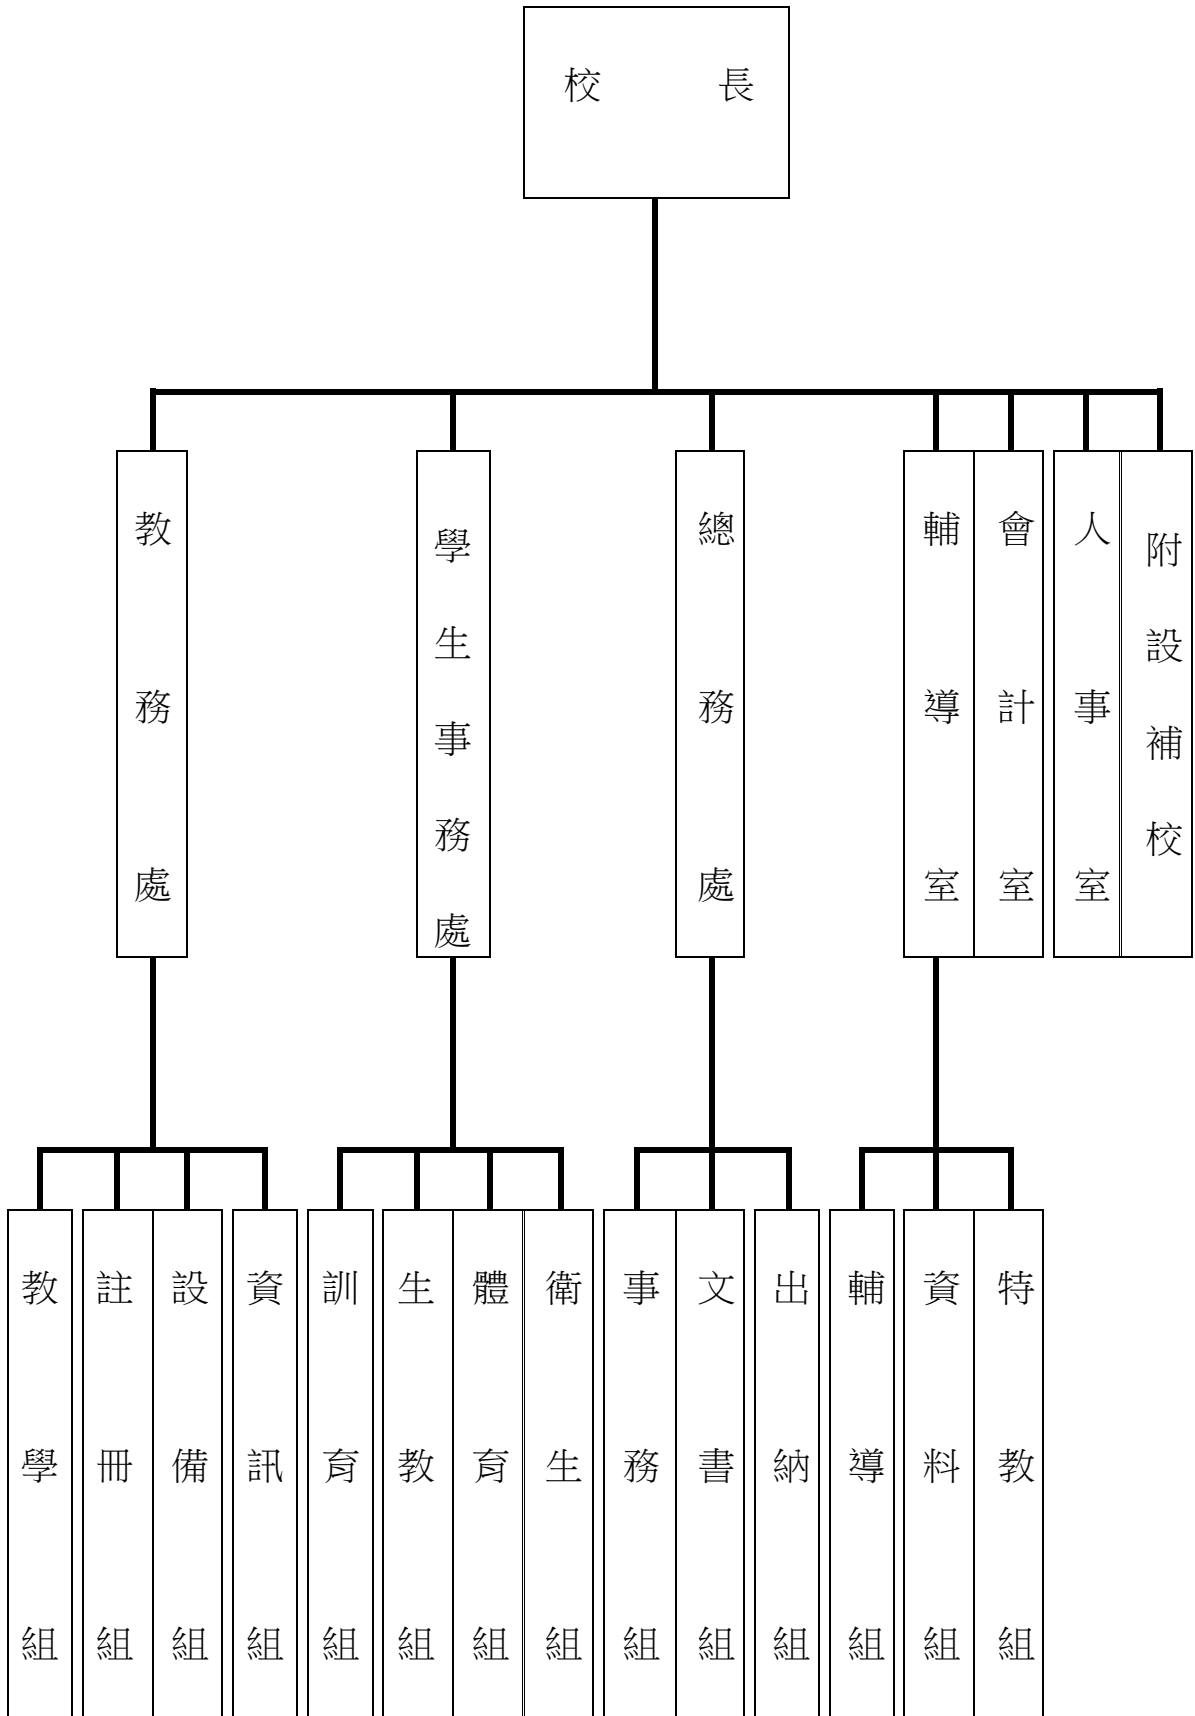 校長
教務處
學生事務處
總務處
輔導室
會計室
人事室
附設補校
教學組
註冊組
設備組
資訊組
訓育組
生教組
體育組
衛生組
事務組
文書組
出納組
輔導組
資料組
特教組